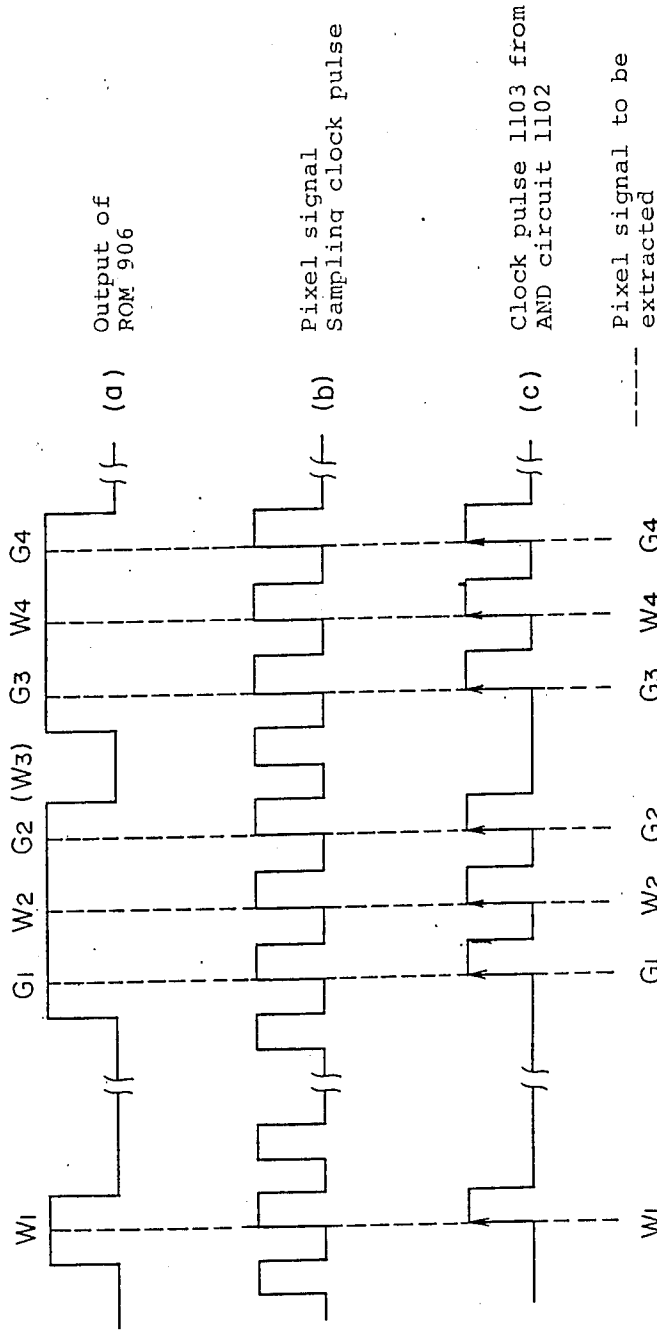 W1 G1 W2 G2 (W3) G3 W4 G4
(a) Output of
ROM 906
(b) Pixel signal
Sampling clock pulse
(c) Clock pulse 1103 from
AND circuit 1102
Pixel signal to be
extracted
W1 G1 W2 G2 G3 W4 G4